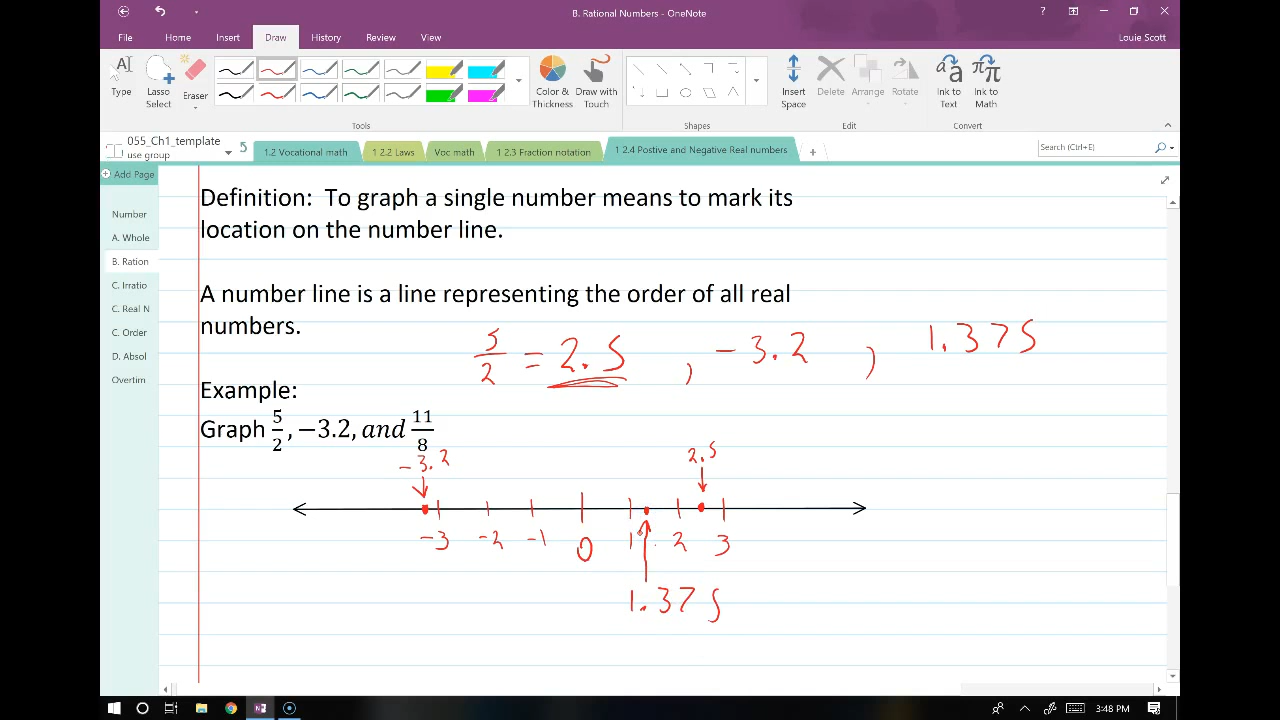 B. Rational Numbers - OneNote
?
File Home Insert Draw History Review View
Louie Scott
Type
Lasso Select
Eraser
Color & Thickness
Draw with Touch
Insert Space
Delete
Arrange
Rotate
Ink to Text
Ink to Math
Tools
Shapes
Edit
Convert
055_Ch1_template
use group
1.2 Vocational math
1 2.2 Laws
Voc math
1 2.3 Fraction notation
1 2.4 Postive and Negative Real numbers
Search (Ctrl+E)
Add Page
Number
A. Whole
B. Ration
C. Irratio
C. Real N
C. Order
D. Absol
Overtim
Definition: To graph a single number means to mark its
location on the number line.
A number line is a line representing the order of all real
numbers.
5/2 = 2.5 , -3.2 , 1.375
Example:
Graph 5/2, −3.2, and 11/8
-3.2 2.5
-3 -2 -1 0 1 2 3
1.375
3:48 PM